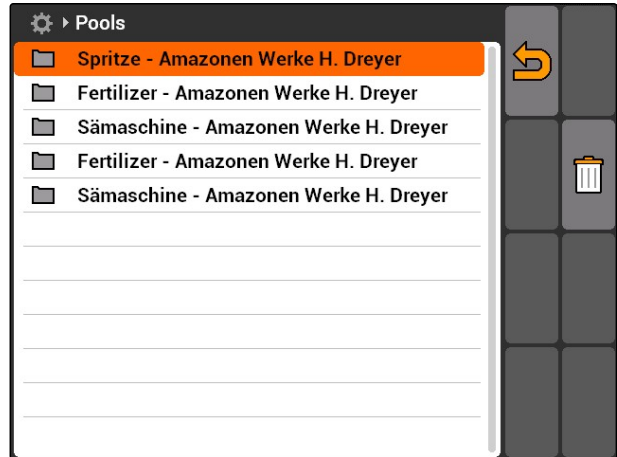 Pools
Spritze - Amazonen Werke H. Dreyer
Fertilizer - Amazonen Werke H. Dreyer
Sämaschine - Amazonen Werke H. Dreyer
Fertilizer - Amazonen Werke H. Dreyer
Sämaschine - Amazonen Werke H. Dreyer